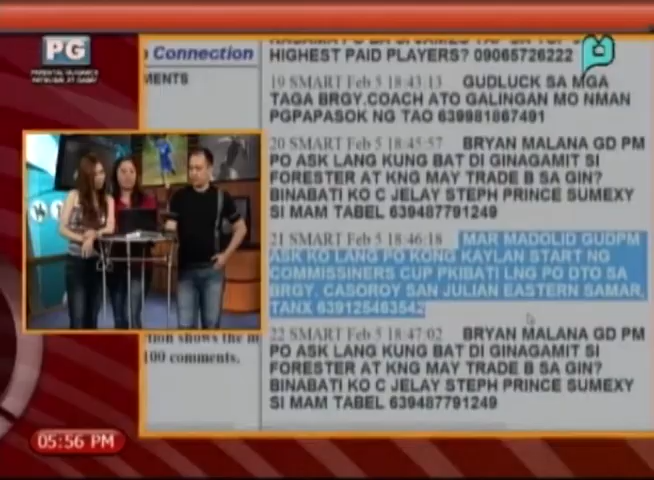 PG
PARENTAL GUIDANCE
Connection
MENTS
HIGHEST PAID PLAYERS? 09065726222
19 SMART Feb 5 18:43:13 GUDLUCK SA MGA
TAGA BRGY.COACH ATO GALINGAN MO NMAN
PGPAPASOK NG TAO 639981867491
20 SMART Feb 5 18:45:57 BRYAN MALANA GD PM
PO ASK LANG KUNG BAT DI GINAGAMIT SI
FORESTER AT KNG MAY TRADE B SA GIN?
BINABATI KO C JELAY STEPH PRINCE SUMEXY
SI MAM TABEL 639487791249
21 SMART Feb 5 18:46:18 MAR MADOLID GUDPM
ASK KO LANG PO KONG KAYLAN START NG
COMMISSINERS CUP PKIBATI LNG PO DTO SA
BRGY. CASOROY SAN JULIAN EASTERN SAMAR,
TANX 639125463542
22 SMART Feb 5 18:47:02 BRYAN MALANA GD PM
PO ASK LANG KUNG BAT DI GINAGAMIT SI
FORESTER AT KNG MAY TRADE B SA GIN?
BINABATI KO C JELAY STEPH PRINCE SUMEXY
SI MAM TABEL 639487791249
ction shows the m
100 comments.
05:56 PM